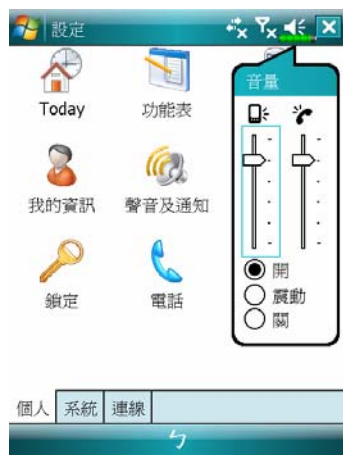 設定
音量
Today
功能表
我的資訊
聲音及通知
鎖定
電話
開
震動
關
個人
系統
連線
ㄅ